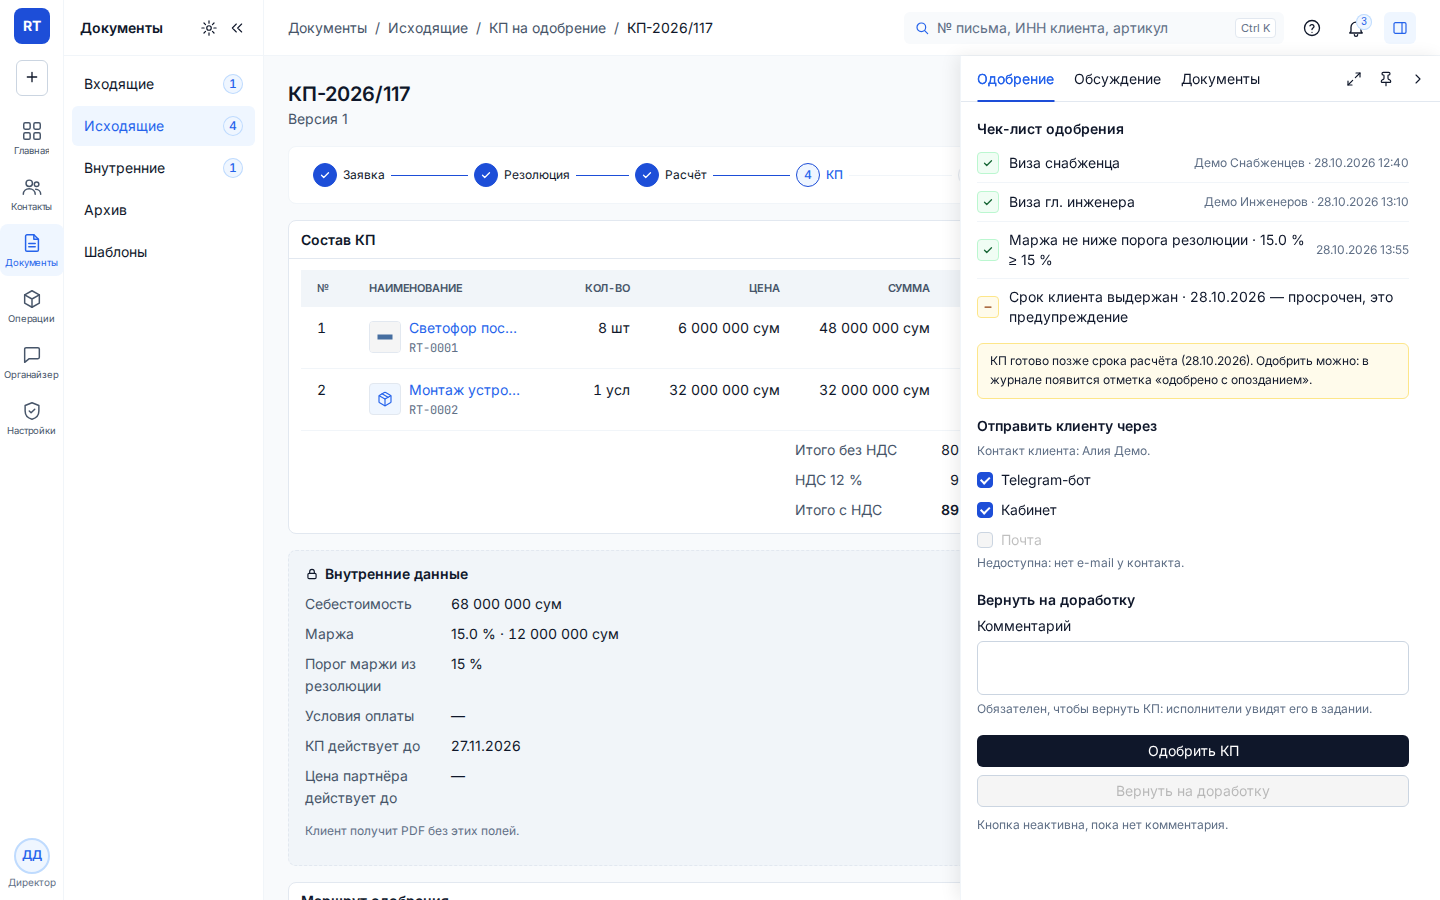 RT
Документы
Документы / Исходящие / КП на одобрение / КП-2026/117
№ письма, ИНН клиента, артикул
Ctrl K
3
+
Главная
Контакты
Документы
Операции
Органайзер
Настройки
ДД
Директор
Входящие 1
Исходящие 4
Внутренние 1
Архив
Шаблоны
КП-2026/117
Версия 1
Заявка
Резолюция
Расчёт
4 КП
Состав КП
№ НАИМЕНОВАНИЕ КОЛ-ВО ЦЕНА СУММА
1 Светофор пос... 8 шт 6 000 000 сум 48 000 000 сум
RT-0001
2 Монтаж устро... 1 усл 32 000 000 сум 32 000 000 сум
RT-0002
Итого без НДС 80
НДС 12 % 9
Итого с НДС 89
Внутренние данные
Себестоимость 68 000 000 сум
Маржа 15.0 % · 12 000 000 сум
Порог маржи из 15 %
резолюции
Условия оплаты —
КП действует до 27.11.2026
Цена партнёра —
действует до
Клиент получит PDF без этих полей.
Маршрут одобрения
Одобрение Обсуждение Документы
Чек-лист одобрения
Виза снабженца Демо Снабженцев · 28.10.2026 12:40
Виза гл. инженера Демо Инженеров · 28.10.2026 13:10
Маржа не ниже порога резолюции · 15.0 % 28.10.2026 13:55
≥ 15 %
Срок клиента выдержан · 28.10.2026 — просрочен, это
предупреждение
КП готово позже срока расчёта (28.10.2026). Одобрить можно: в
журнале появится отметка «одобрено с опозданием».
Отправить клиенту через
Контакт клиента: Алия Демо.
Telegram-бот
Кабинет
Почта
Недоступна: нет e-mail у контакта.
Вернуть на доработку
Комментарий
Обязателен, чтобы вернуть КП: исполнители увидят его в задании.
Одобрить КП
Вернуть на доработку
Кнопка неактивна, пока нет комментария.